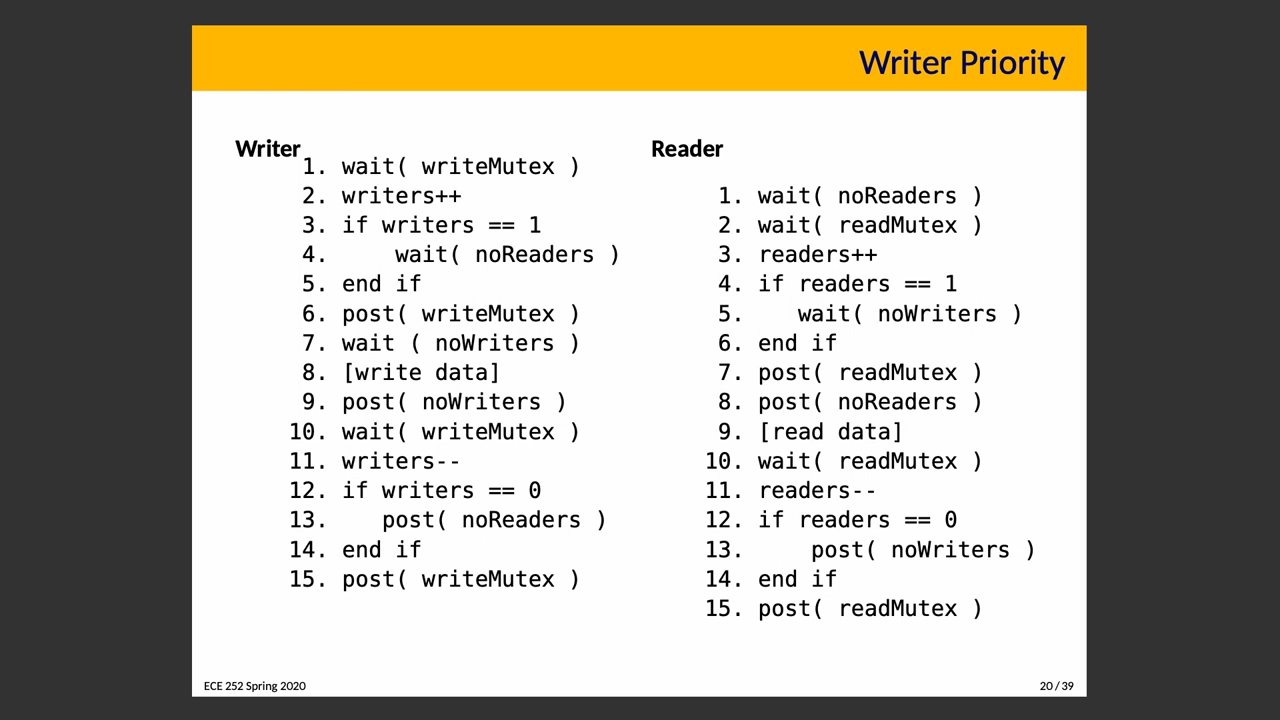 Writer Priority
Writer
1. wait( writeMutex )
2. writers++
3. if writers == 1
4.     wait( noReaders )
5. end if
6. post( writeMutex )
7. wait ( noWriters )
8. [write data]
9. post( noWriters )
10. wait( writeMutex )
11. writers--
12. if writers == 0
13.    post( noReaders )
14. end if
15. post( writeMutex )
Reader
1. wait( noReaders )
2. wait( readMutex )
3. readers++
4. if readers == 1
5.    wait( noWriters )
6. end if
7. post( readMutex )
8. post( noReaders )
9. [read data]
10. wait( readMutex )
11. readers--
12. if readers == 0
13.     post( noWriters )
14. end if
15. post( readMutex )
ECE 252 Spring 2020
20 / 39